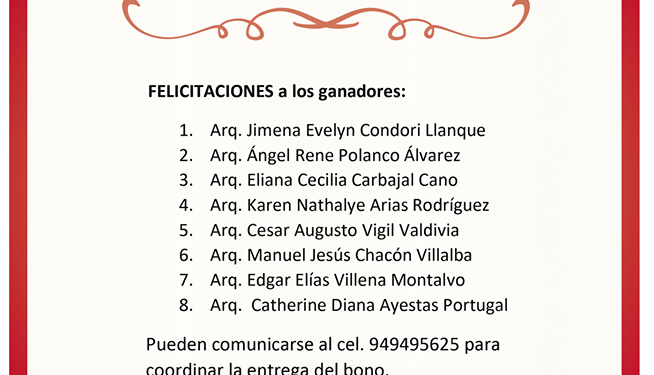 FELICITACIONES a los ganadores:
1. Arq. Jimena Evelyn Condori Llanque
2. Arq. Ángel Rene Polanco Álvarez
3. Arq. Eliana Cecilia Carbajal Cano
4. Arq. Karen Nathalye Arias Rodríguez
5. Arq. Cesar Augusto Vigil Valdivia
6. Arq. Manuel Jesús Chacón Villalba
7. Arq. Edgar Elías Villena Montalvo
8. Arq. Catherine Diana Ayestas Portugal
Pueden comunicarse al cel. 949495625 para
coordinar la entrega del bono.